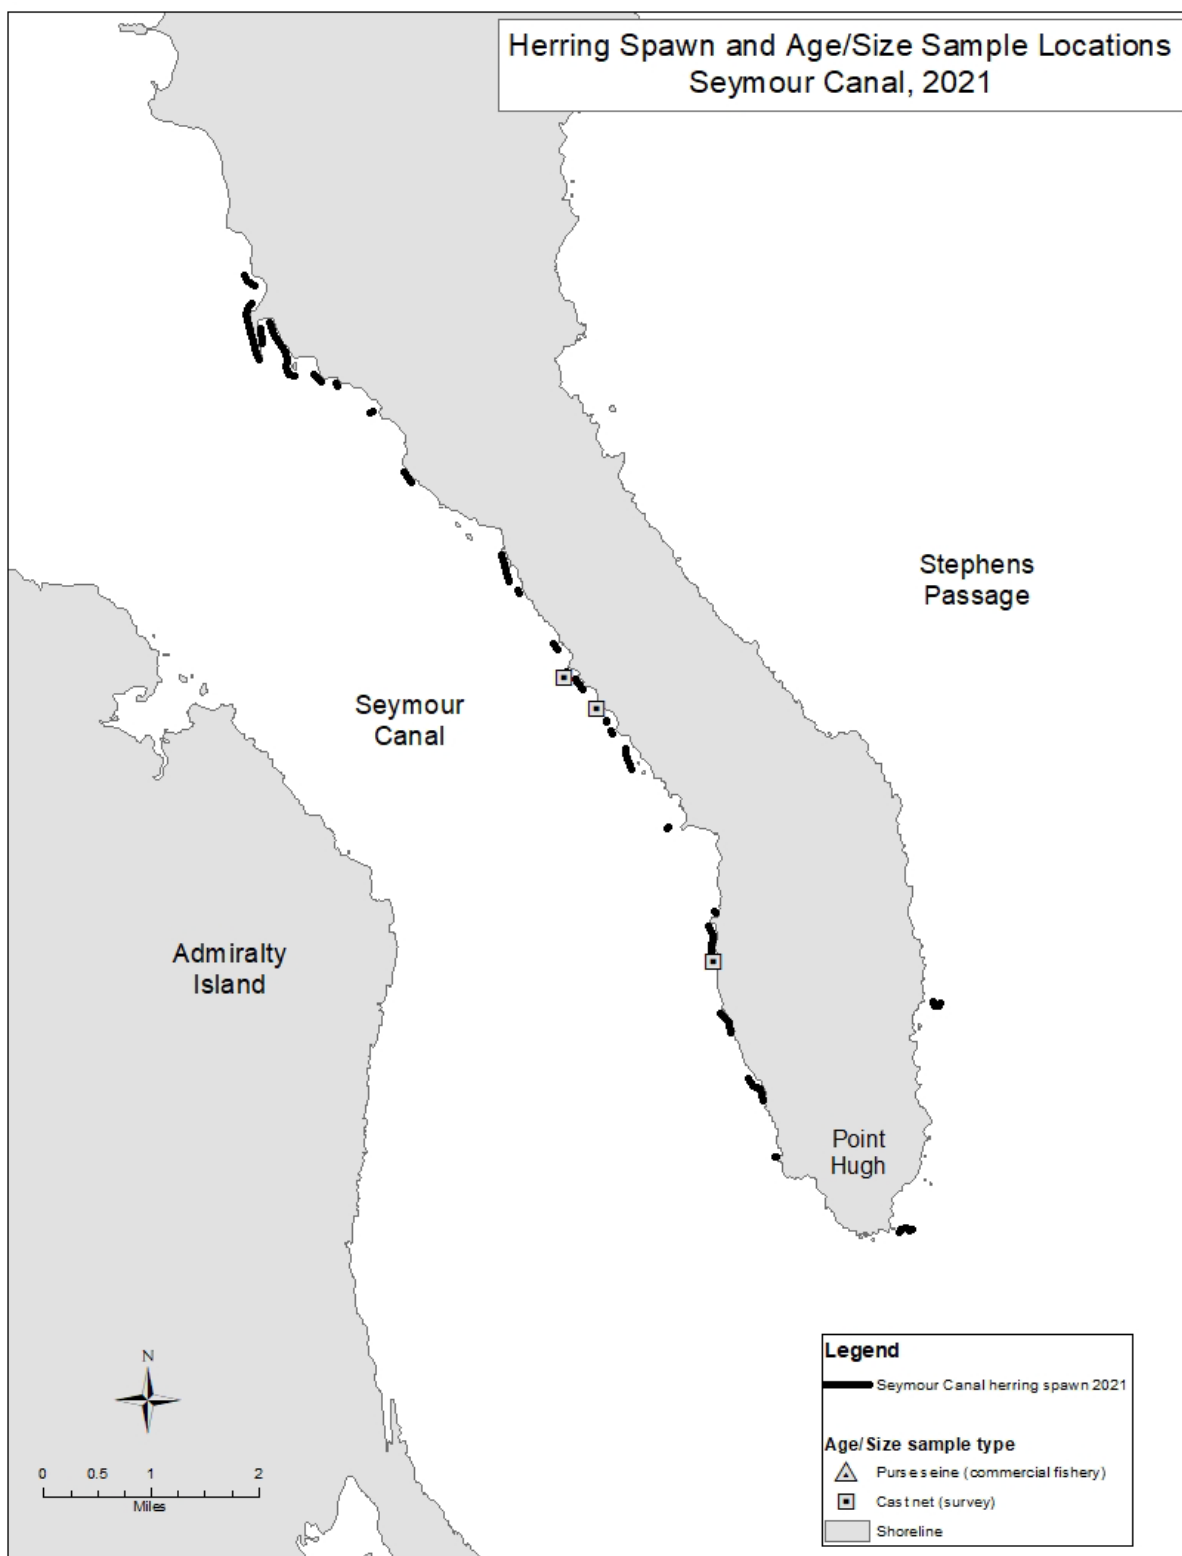 Herring Spawn and Age/Size Sample Locations
Seymour Canal, 2021
Stephens
Passage
Seymour
Canal
Admiralty
Island
Point
Hugh
N
0 0.5 1 2
Miles
Legend
Seymour Canal herring spawn 2021
Age/Size sample type
Purse seine (commercial fishery)
Cast net (survey)
Shoreline